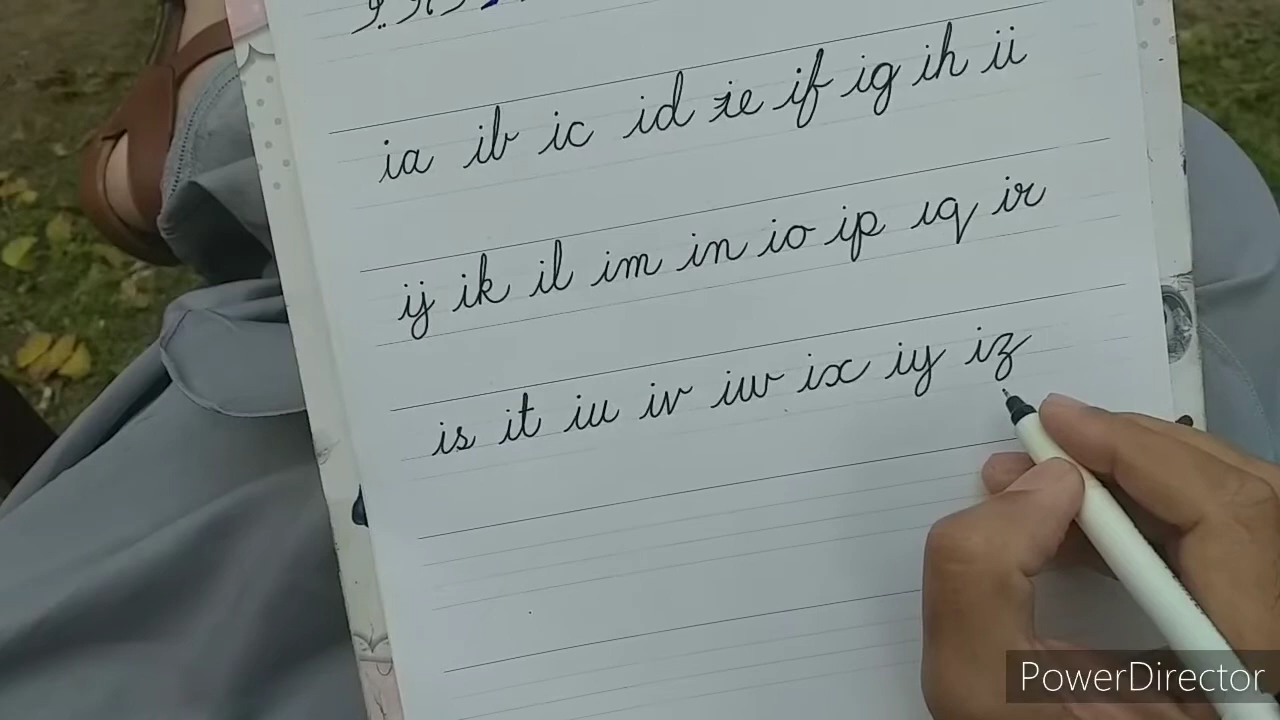 ia ib ic id ie if ig ih ii
ij ik il im in io ip iq ir
is it iu iv iw ix iy iz
PowerDirector